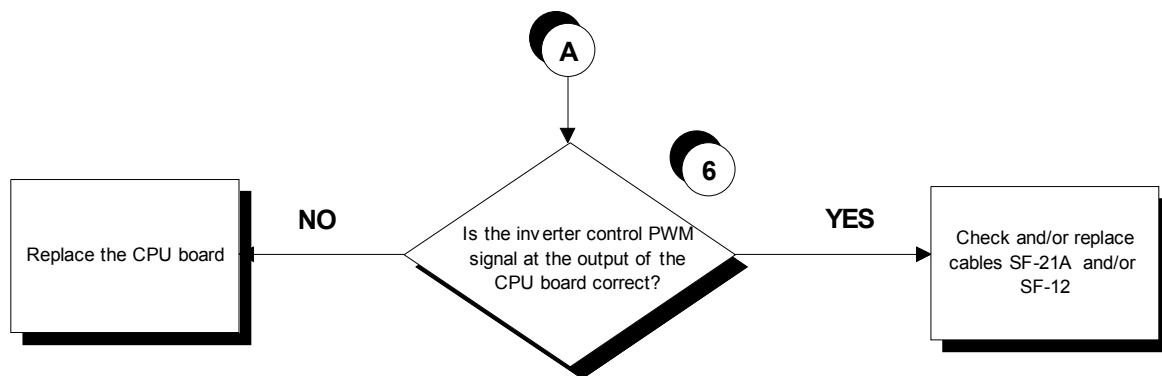 A
6
NO
YES
Replace the CPU board
Is the inverter control PWM
signal at the output of the
CPU board correct?
Check and/or replace
cables SF-21A and/or
SF-12